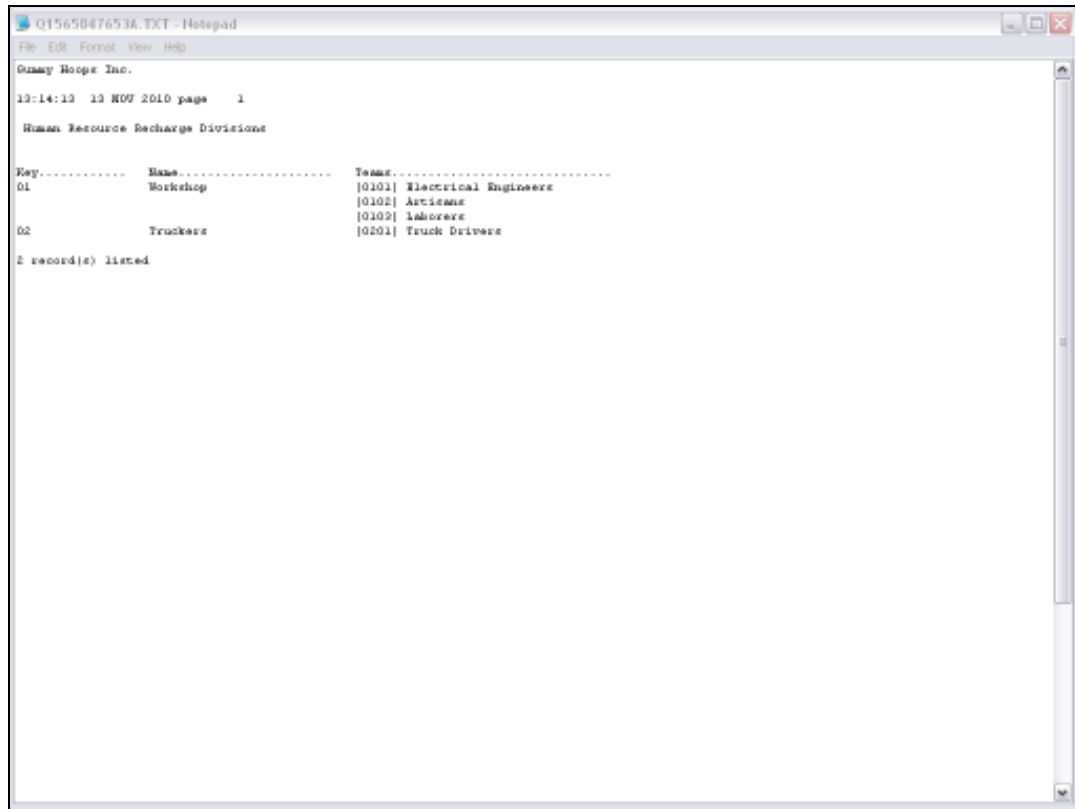 Q1565847653A.TXT - Notepad
File Edit Format View Help
Hoops Inc.
13:14:13 13 NOV 2010 page 1
Human Resource Recharge Divisions
Key............ Name..................... Teams..............................
01 Workshop |0101| Electrical Engineers
|0102| Artisans
|0103| Laborers
02 Truckers |0201| Truck Drivers
2 record(s) listed